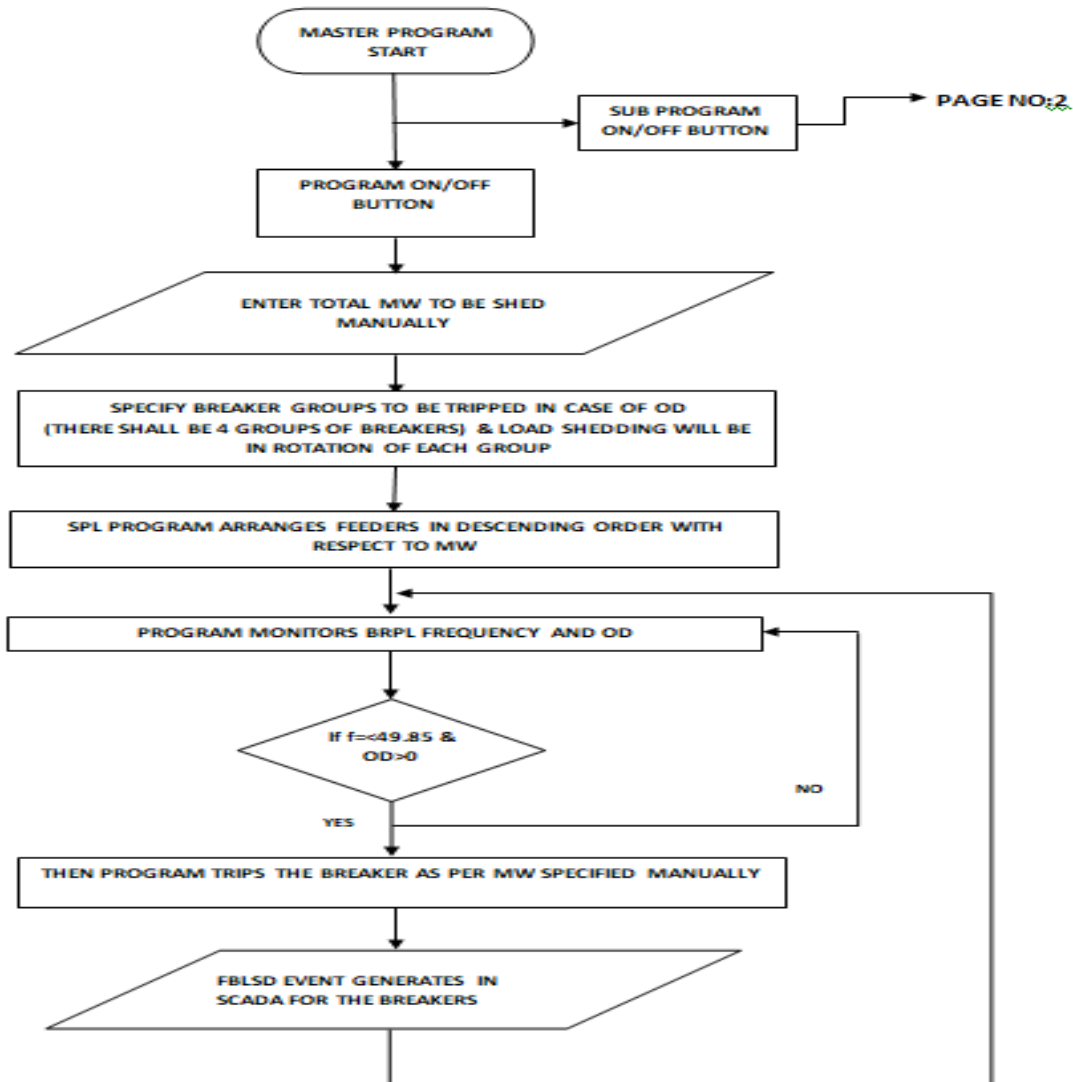 MASTER PROGRAM
START
SUB PROGRAM
ON/OFF BUTTON
PAGE NO:2
PROGRAM ON/OFF
BUTTON
ENTER TOTAL MW TO BE SHED
MANUALLY
SPECIFY BREAKER GROUPS TO BE TRIPPED IN CASE OF OD
(THERE SHALL BE 4 GROUPS OF BREAKERS) & LOAD SHEDDING WILL BE
IN ROTATION OF EACH GROUP
SPL PROGRAM ARRANGES FEEDERS IN DESCENDING ORDER WITH
RESPECT TO MW
PROGRAM MONITORS BRPL FREQUENCY AND OD
If f=<49.85 &
OD>0
NO
YES
THEN PROGRAM TRIPS THE BREAKER AS PER MW SPECIFIED MANUALLY
FBLSD EVENT GENERATES IN
SCADA FOR THE BREAKERS